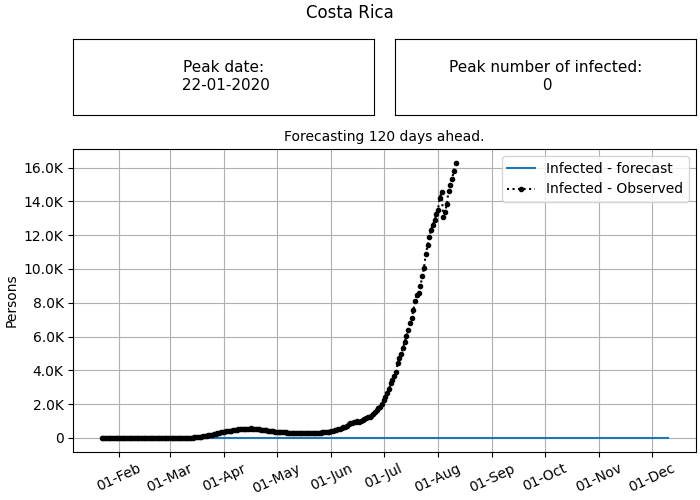 Costa Rica
Peak date:
22-01-2020
Peak number of infected:
0
Forecasting 120 days ahead.
Infected - forecast
Infected - Observed
16.0K
14.0K
12.0K
10.0K
8.0K
6.0K
4.0K
2.0K
0
Persons
01-Feb
01-Mar
01-Apr
01-May
01-Jun
01-Jul
01-Aug
01-Sep
01-Oct
01-Nov
01-Dec